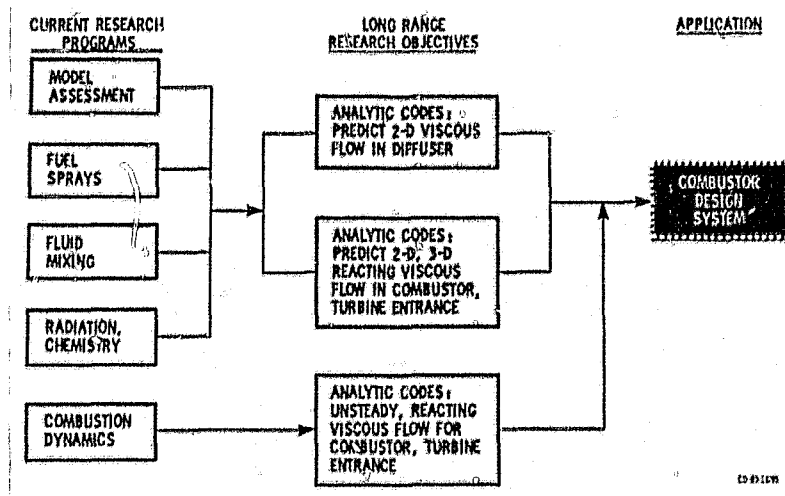 CURRENT RESEARCH
PROGRAMS
LONG RANGE
RESEARCH OBJECTIVES
APPLICATION
MODEL
ASSESSMENT
FUEL
SPRAYS
FLUID
MIXING
RADIATION,
CHEMISTRY
COMBUSTION
DYNAMICS
ANALYTIC CODES:
PREDICT 2-D VISCOUS
FLOW IN DIFFUSER
ANALYTIC CODES:
PREDICT 2-D, 3-D
REACTING VISCOUS
FLOW IN COMBUSTOR,
TURBINE ENTRANCE
ANALYTIC CODES:
UNSTEADY, REACTING
VISCOUS FLOW FOR
COMBUSTOR, TURBINE
ENTRANCE
COMBUSTOR
DESIGN
SYSTEM